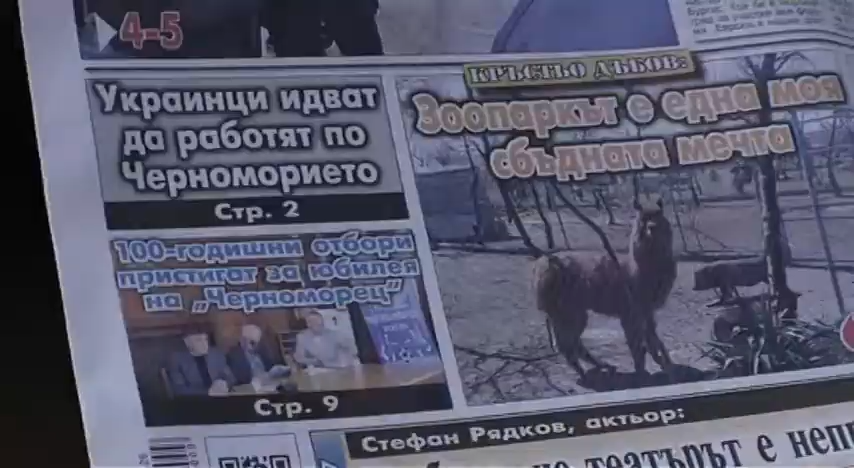 4-5
Украинци идват
да работят по
Черноморието
Стр. 2
100-годишни отбори
пристигат за юбилея
на „Черноморец“
Стр. 9
КРЪСТЬО ДЪБОВ:
Зоопаркът е една моя
сбъдната мечта
Стефан Рядков, актьор:
театърът е